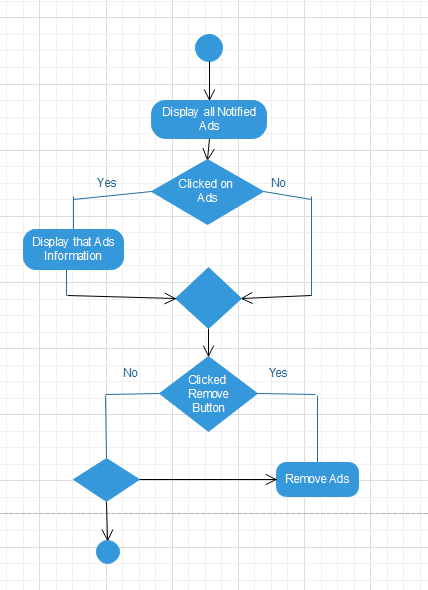 Display all Notified
Ads
Yes
Clicked on
Ads
No
Display that Ads
Information
No
Clicked
Remove
Button
Yes
Remove Ads